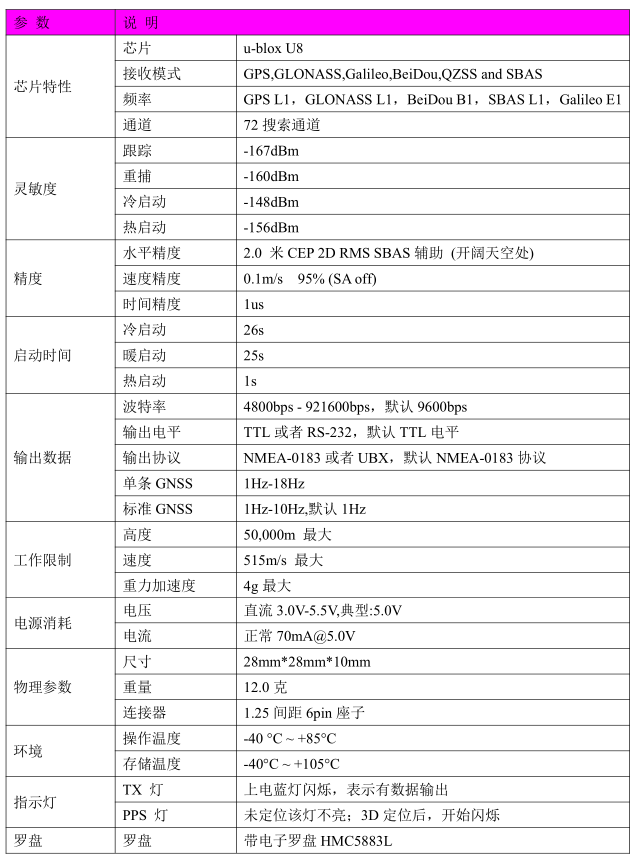 参 数 说 明
芯片特性
芯片 u-blox U8
接收模式 GPS,GLONASS,Galileo,BeiDou,QZSS and SBAS
频率 GPS L1，GLONASS L1，BeiDou B1，SBAS L1，Galileo E1
通道 72 搜索通道
灵敏度
跟踪 -167dBm
重捕 -160dBm
冷启动 -148dBm
热启动 -156dBm
精度
水平精度 2.0 米 CEP 2D RMS SBAS 辅助 (开阔天空处)
速度精度 0.1m/s 95% (SA off)
时间精度 1us
启动时间
冷启动 26s
暖启动 25s
热启动 1s
输出数据
波特率 4800bps - 921600bps，默认 9600bps
输出电平 TTL 或者 RS-232，默认 TTL 电平
输出协议 NMEA-0183 或者 UBX，默认 NMEA-0183 协议
单条 GNSS 1Hz-18Hz
标准 GNSS 1Hz-10Hz,默认 1Hz
工作限制
高度 50,000m 最大
速度 515m/s 最大
重力加速度 4g 最大
电源消耗
电压 直流 3.0V-5.5V,典型:5.0V
电流 正常 70mA@5.0V
物理参数
尺寸 28mm*28mm*10mm
重量 12.0 克
连接器 1.25 间距 6pin 座子
环境
操作温度 -40 °C ~ +85°C
存储温度 -40°C ~ +105°C
指示灯
TX 灯 上电蓝灯闪烁，表示有数据输出
PPS 灯 未定位该灯不亮；3D 定位后，开始闪烁
罗盘 罗盘 带电子罗盘 HMC5883L